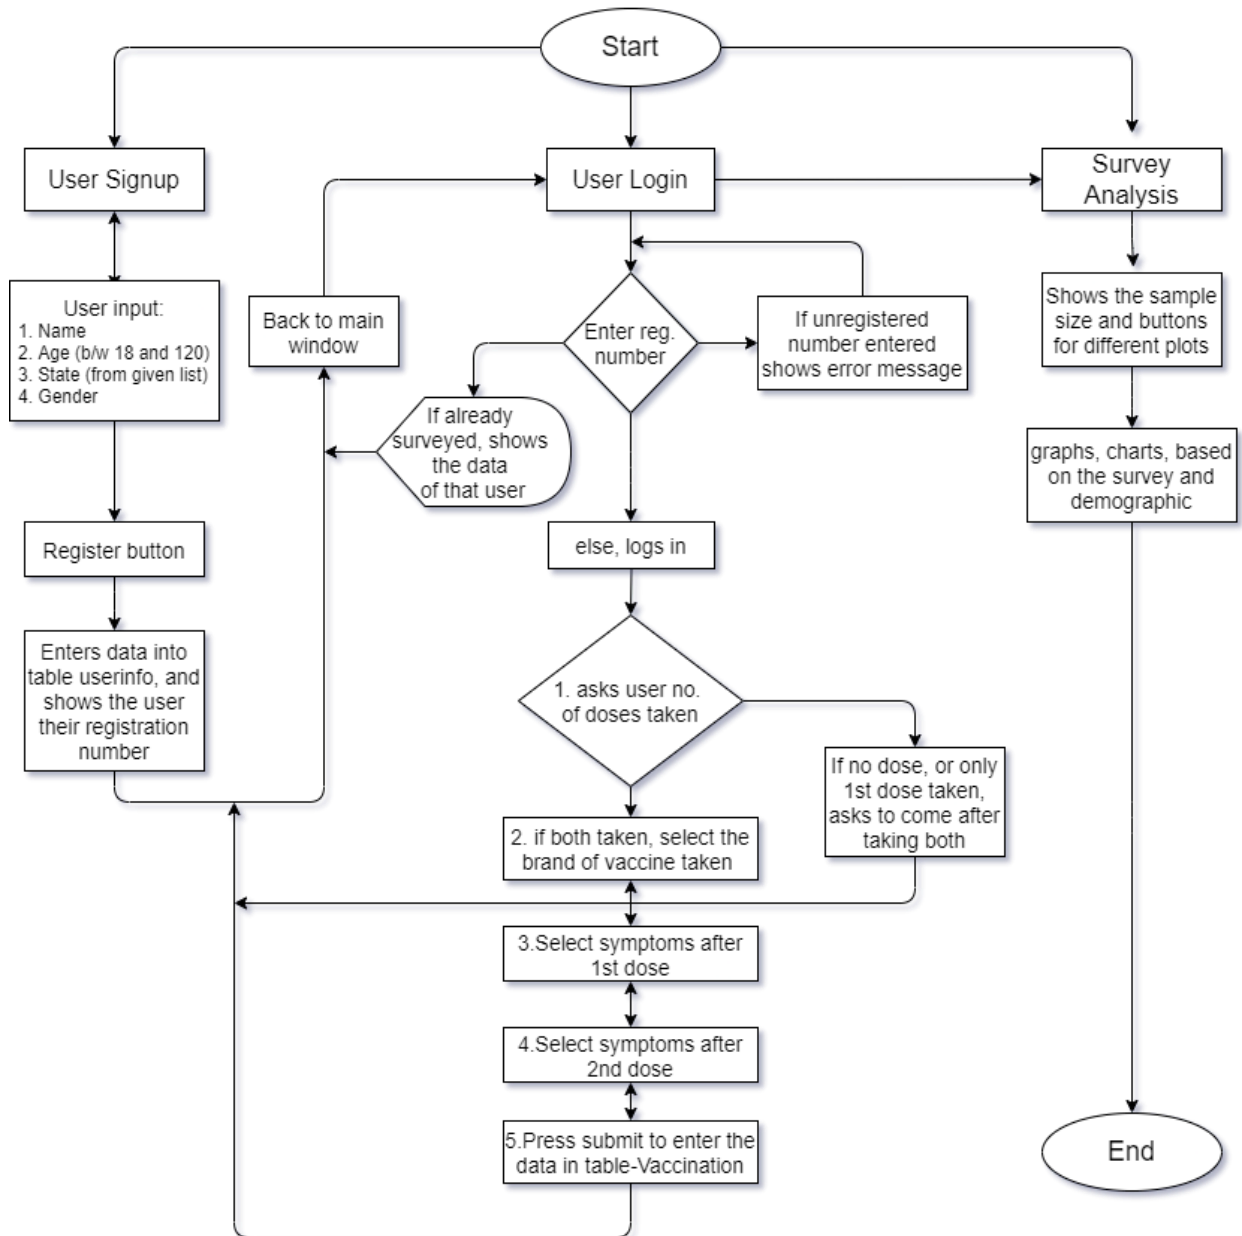 Start
User Signup
User Login
Survey
Analysis
User input:
1. Name
2. Age (b/w 18 and 120)
3. State (from given list)
4. Gender
Back to main
window
Enter reg.
number
If unregistered
number entered
shows error message
Shows the sample
size and buttons
for different plots
If already
surveyed, shows
the data
of that user
graphs, charts, based
on the survey and
demographic
Register button
else, logs in
Enters data into
table userinfo, and
shows the user
their registration
number
1. asks user no.
of doses taken
If no dose, or only
1st dose taken,
asks to come after
taking both
2. if both taken, select the
brand of vaccine taken
3.Select symptoms after
1st dose
4.Select symptoms after
2nd dose
5.Press submit to enter the
data in table-Vaccination
End